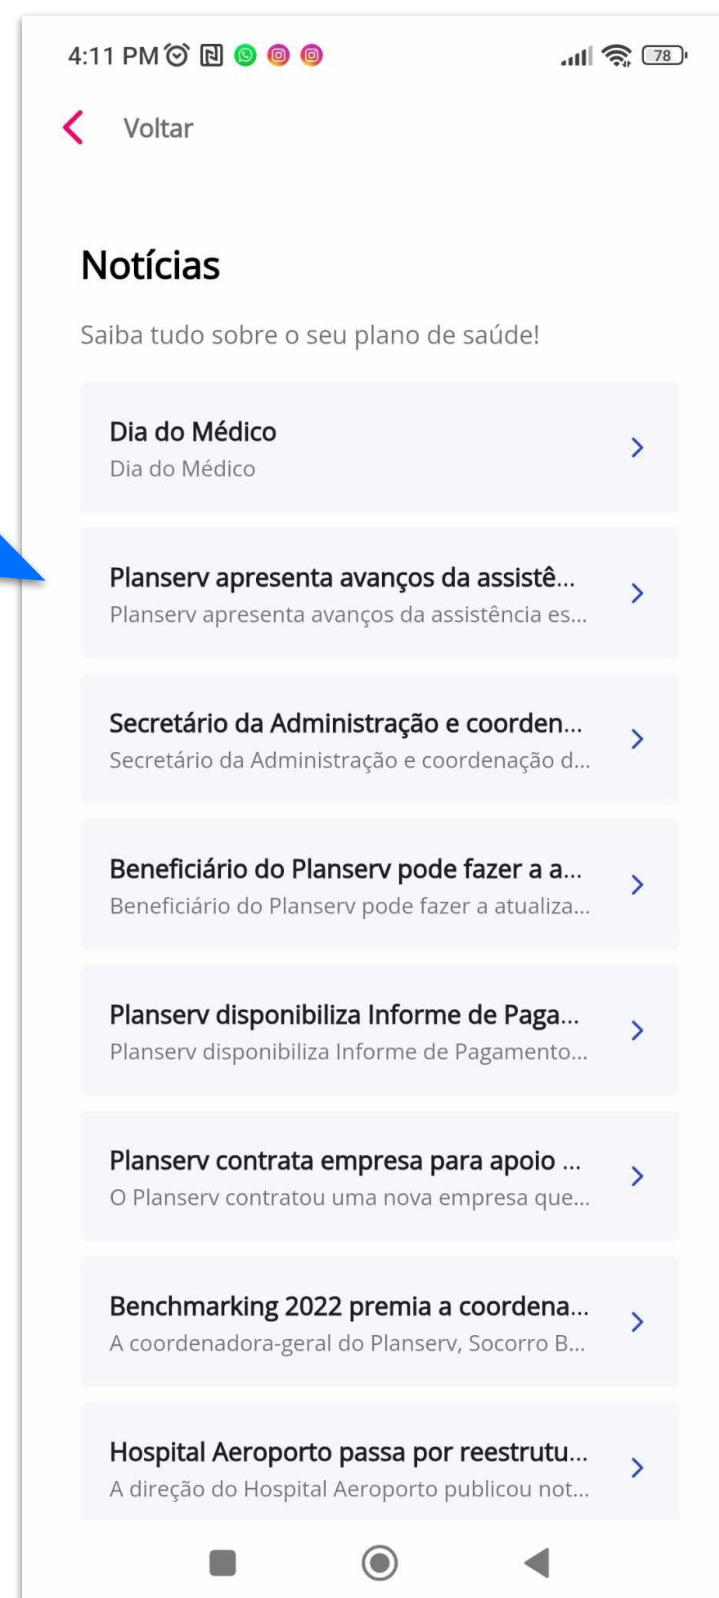 4:11 PM
78
Voltar
Notícias
Saiba tudo sobre o seu plano de saúde!
Dia do Médico
Dia do Médico
Planserv apresenta avanços da assistê...
Planserv apresenta avanços da assistência es...
Secretário da Administração e coorden...
Secretário da Administração e coordenação d...
Beneficiário do Planserv pode fazer a a...
Beneficiário do Planserv pode fazer a atualiza...
Planserv disponibiliza Informe de Paga...
Planserv disponibiliza Informe de Pagamento...
Planserv contrata empresa para apoio ...
O Planserv contratou uma nova empresa que...
Benchmarking 2022 premia a coordena...
A coordenadora-geral do Planserv, Socorro B...
Hospital Aeroporto passa por reestrutu...
A direção do Hospital Aeroporto publicou not...